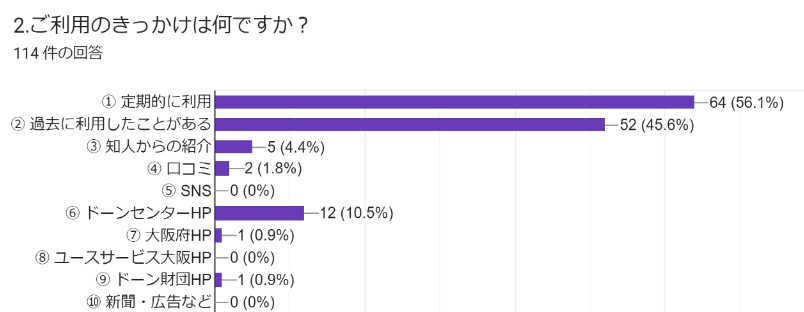 2.ご利用のきっかけは何ですか？
114 件の回答
① 定期的に利用 64 (56.1%)
② 過去に利用したことがある 52 (45.6%)
③ 知人からの紹介 5 (4.4%)
④ 口コミ 2 (1.8%)
⑤ SNS 0 (0%)
⑥ ドーンセンターHP 12 (10.5%)
⑦ 大阪府HP 1 (0.9%)
⑧ ユースサービス大阪HP 0 (0%)
⑨ ドーン財団HP 1 (0.9%)
⑩ 新聞・広告など 0 (0%)